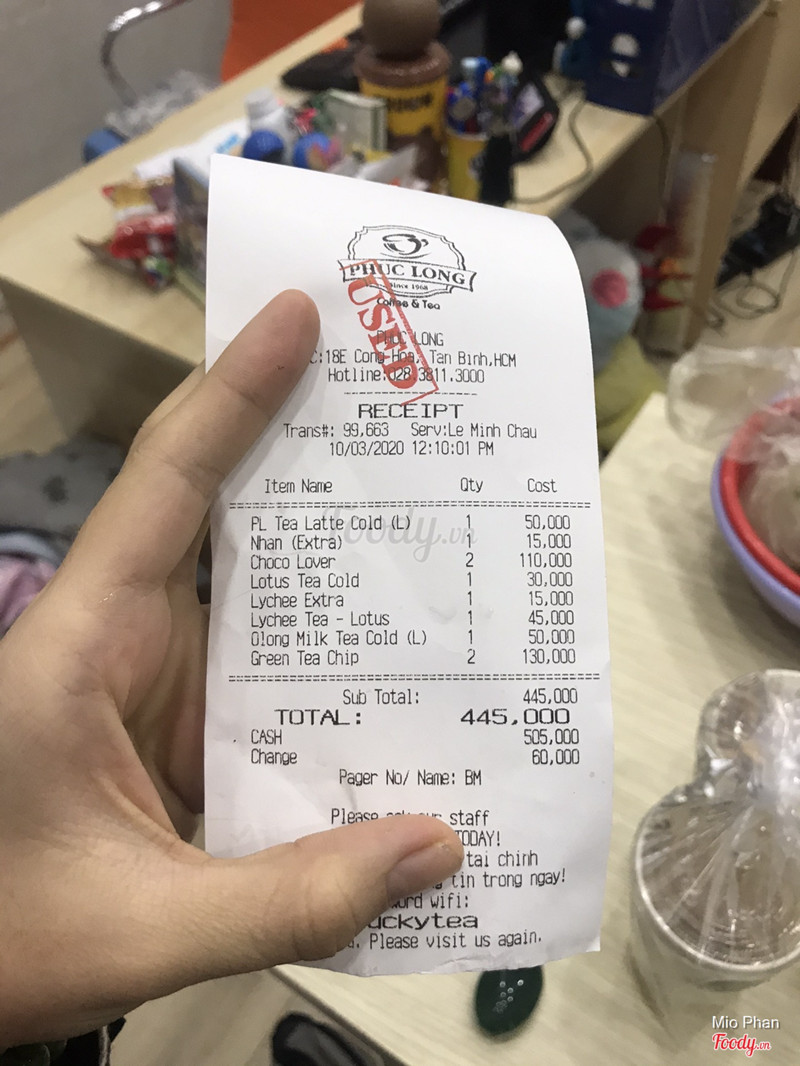 PHUC LONG
Since 1968
Coffee & Tea
USED
PHUC LONG
C:18E Cong Hoa, Tan Binh,HCM
Hotline:028.3811.3000
RECEIPT
Trans#: 99,663 Serv:Le Minh Chau
10/03/2020 12:10:01 PM
Item Name Qty Cost
PL Tea Latte Cold (L) 1 50,000
Nhan (Extra) 1 15,000
Choco Lover 2 110,000
Lotus Tea Cold 1 30,000
Lychee Extra 1 15,000
Lychee Tea - Lotus 1 45,000
Olong Milk Tea Cold (L) 1 50,000
Green Tea Chip 2 130,000
Foody.vn
Sub Total: 445,000
TOTAL: 445,000
CASH 505,000
Change 60,000
Pager No/ Name: BM
Please ask our staff
TODAY!
tai chinh
tin trong ngay!
wifi:
uckytea
Please visit us again.
Mio Phan
Foody.vn